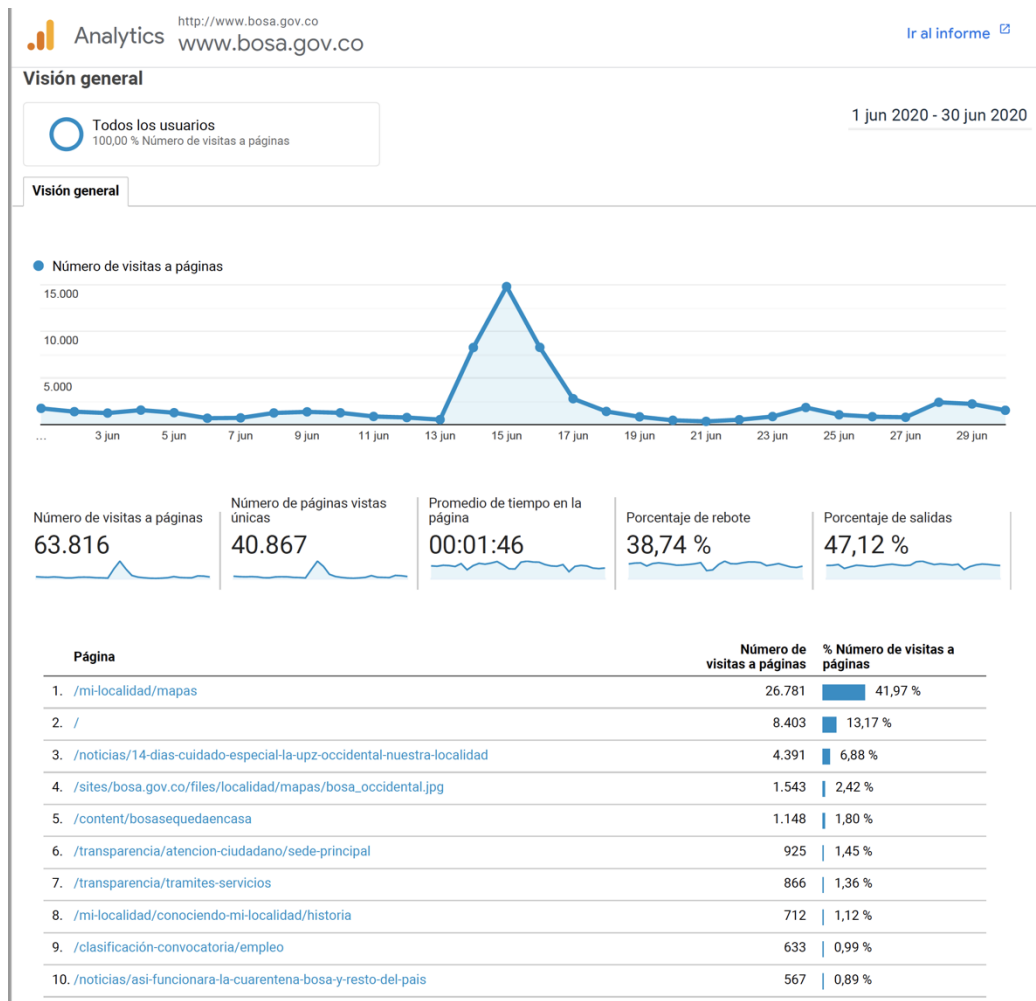 http://www.bosa.gov.co
Analytics www.bosa.gov.co
Ir al informe
Visión general
Todos los usuarios
100,00 % Número de visitas a páginas
1 jun 2020 - 30 jun 2020
Visión general
Número de visitas a páginas
15.000
10.000
5.000
... 3 jun 5 jun 7 jun 9 jun 11 jun 13 jun 15 jun 17 jun 19 jun 21 jun 23 jun 25 jun 27 jun 29 jun
Número de visitas a páginas
63.816
Número de páginas vistas
únicas
40.867
Promedio de tiempo en la
página
00:01:46
Porcentaje de rebote
38,74 %
Porcentaje de salidas
47,12 %
Página
Número de
visitas a páginas
% Número de visitas a
páginas
1. /mi-localidad/mapas 26.781 41,97 %
2. / 8.403 13,17 %
3. /noticias/14-dias-cuidado-especial-la-upz-occidental-nuestra-localidad 4.391 6,88 %
4. /sites/bosa.gov.co/files/localidad/mapas/bosa_occidental.jpg 1.543 2,42 %
5. /content/bosasequedaencasa 1.148 1,80 %
6. /transparencia/atencion-ciudadano/sede-principal 925 1,45 %
7. /transparencia/tramites-servicios 866 1,36 %
8. /mi-localidad/conociendo-mi-localidad/historia 712 1,12 %
9. /clasificación-convocatoria/empleo 633 0,99 %
10. /noticias/asi-funcionara-la-cuarentena-bosa-y-resto-del-pais 567 0,89 %